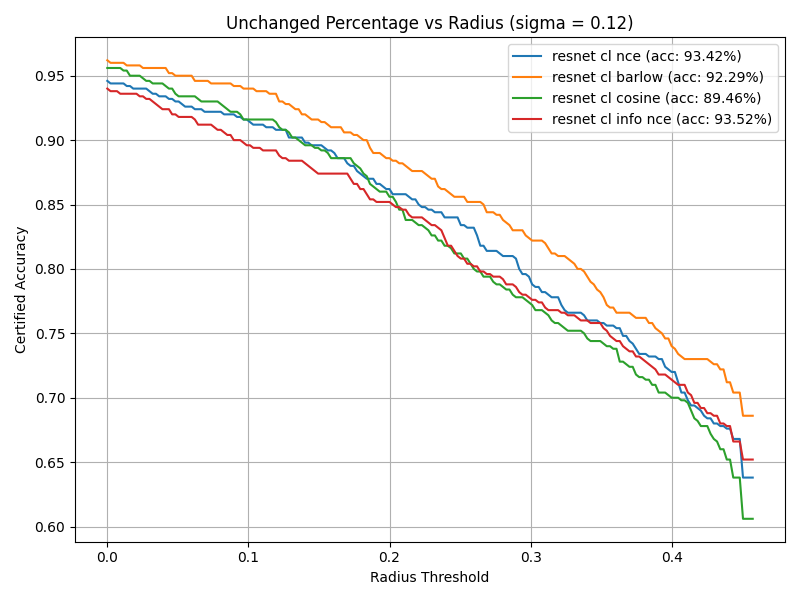 Unchanged Percentage vs Radius (sigma = 0.12)
resnet cl nce (acc: 93.42%)
resnet cl barlow (acc: 92.29%)
resnet cl cosine (acc: 89.46%)
resnet cl info nce (acc: 93.52%)
Certified Accuracy
0.95
0.90
0.85
0.80
0.75
0.70
0.65
0.60
0.0 0.1 0.2 0.3 0.4
Radius Threshold